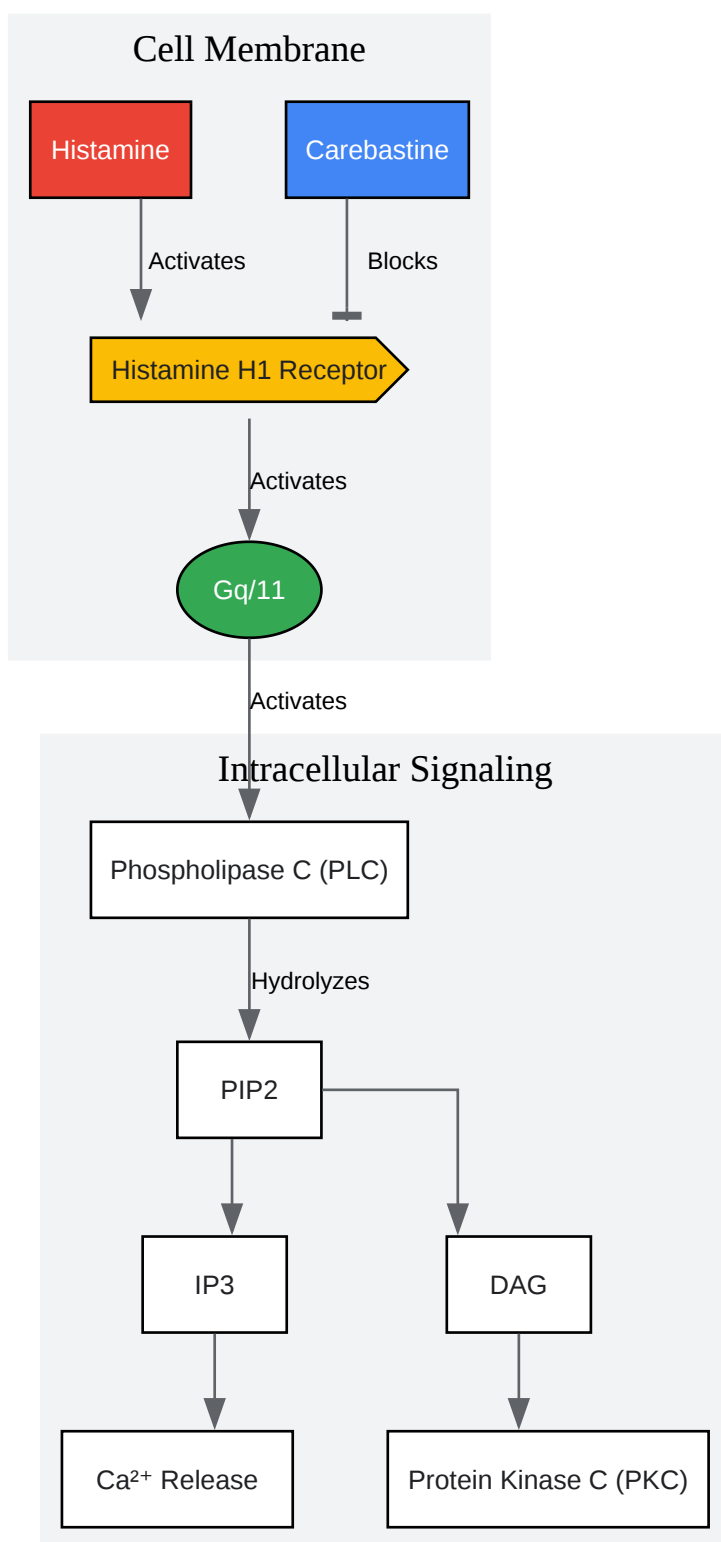 Cell Membrane
Histamine
Carebastine
Activates
Blocks
Histamine H1 Receptor
Activates
Gq/11
Activates
Intracellular Signaling
Phospholipase C (PLC)
Hydrolyzes
PIP2
IP3
DAG
Ca²⁺ Release
Protein Kinase C (PKC)